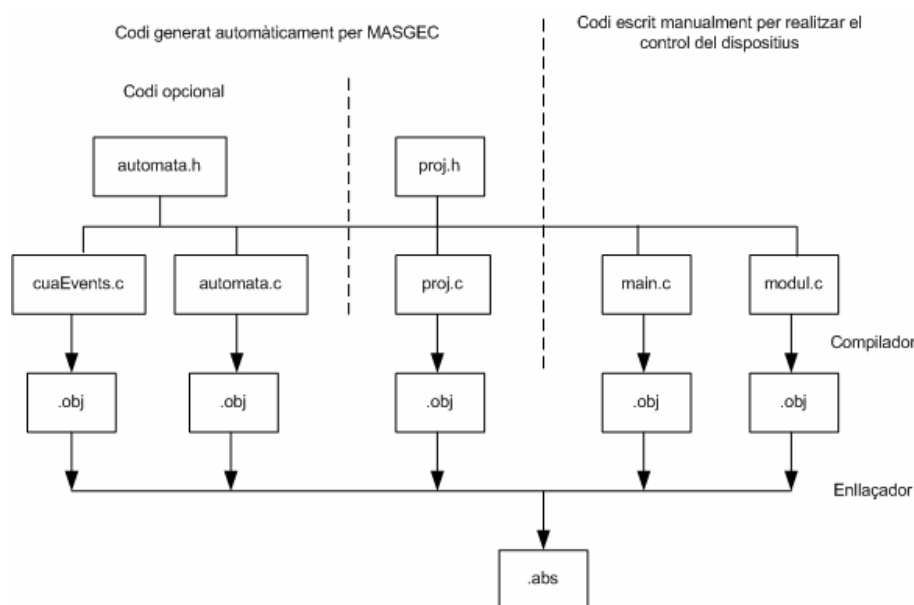 Codi generat automàticament per MASGEC
Codi escrit manualment per realitzar el
control del dispositius
Codi opcional
automata.h
proj.h
cuaEvents.c
automata.c
proj.c
main.c
modul.c
Compilador
.obj
.obj
.obj
.obj
.obj
Enllaçador
.abs